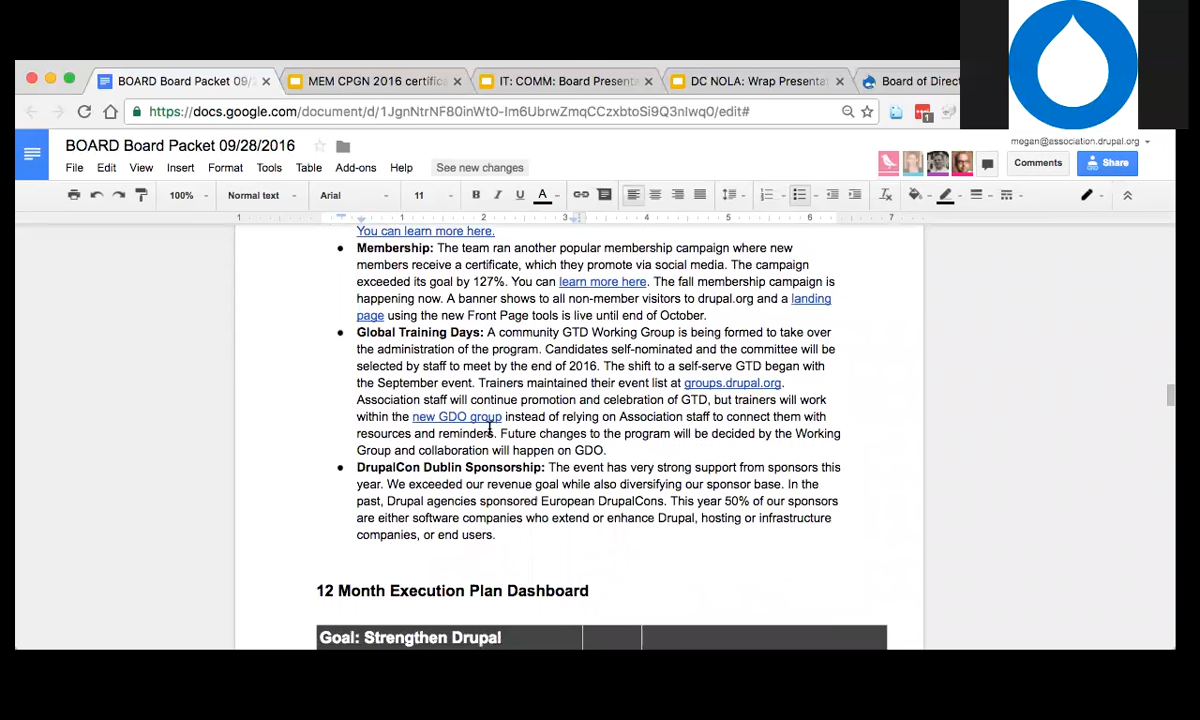 BOARD Board Packet 09/
MEM CPGN 2016 certific
IT: COMM: Board Present
DC NOLA: Wrap Presenta
Board of Direct
https://docs.google.com/document/d/1JgnNtrNF80inWt0-Im6UbrwZmqCCzxbtoSi9Q3nIwq0/edit#
1
megan@association.drupal.org
BOARD Board Packet 09/28/2016
File Edit View Insert Format Tools Table Add-ons Help See new changes
Comments
Share
100% Normal text Arial 11 B I U A
1 1 2 3 4 5 6 7
You can learn more here.
● Membership: The team ran another popular membership campaign where new
members receive a certificate, which they promote via social media. The campaign
exceeded its goal by 127%. You can learn more here. The fall membership campaign is
happening now. A banner shows to all non-member visitors to drupal.org and a landing
page using the new Front Page tools is live until end of October.
● Global Training Days: A community GTD Working Group is being formed to take over
the administration of the program. Candidates self-nominated and the committee will be
selected by staff to meet by the end of 2016. The shift to a self-serve GTD began with
the September event. Trainers maintained their event list at groups.drupal.org.
Association staff will continue promotion and celebration of GTD, but trainers will work
within the new GDO group instead of relying on Association staff to connect them with
resources and reminders. Future changes to the program will be decided by the Working
Group and collaboration will happen on GDO.
● DrupalCon Dublin Sponsorship: The event has very strong support from sponsors this
year. We exceeded our revenue goal while also diversifying our sponsor base. In the
past, Drupal agencies sponsored European DrupalCons. This year 50% of our sponsors
are either software companies who extend or enhance Drupal, hosting or infrastructure
companies, or end users.
12 Month Execution Plan Dashboard
Goal: Strengthen Drupal